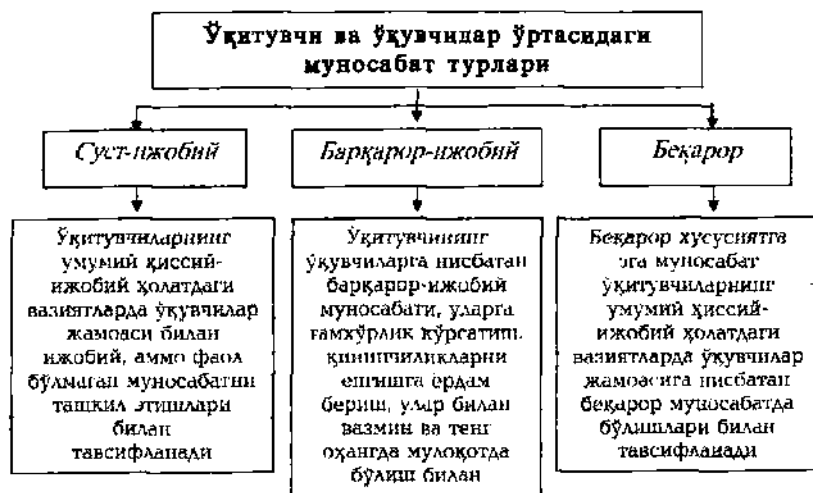 Ўқитувчи ва ўқувчилар ўртасидаги
муносабат турлари
Суст-ижобий
Барқарор-ижобий
Беқарор
Ўқитувчиларнинг
умумий ҳиссий-
ижобий ҳолатдаги
вазиятларда ўқувчилар
жамоаси билан
ижобий, аммо фаол
бўлмаган муносабатни
ташкил этишлари
билан
тавсифланади
Ўқитувчининг
ўқувчиларга нисбатан
барқарор-ижобий
муносабати, уларга
ғамхўрлик кўрсатиш,
қийинчиликларни
енгишга ёрдам
бериш, улар билан
вазмин ва тенг
оҳангда мулоқотда
бўлиш билан
Беқарор хусусиятга
эга муносабат
ўқитувчиларнинг
умумий ҳиссий-
ижобий ҳолатдаги
вазиятларда ўқувчилар
жамоасига нисбатан
беқарор муносабатда
бўлишлари билан
тавсифланади